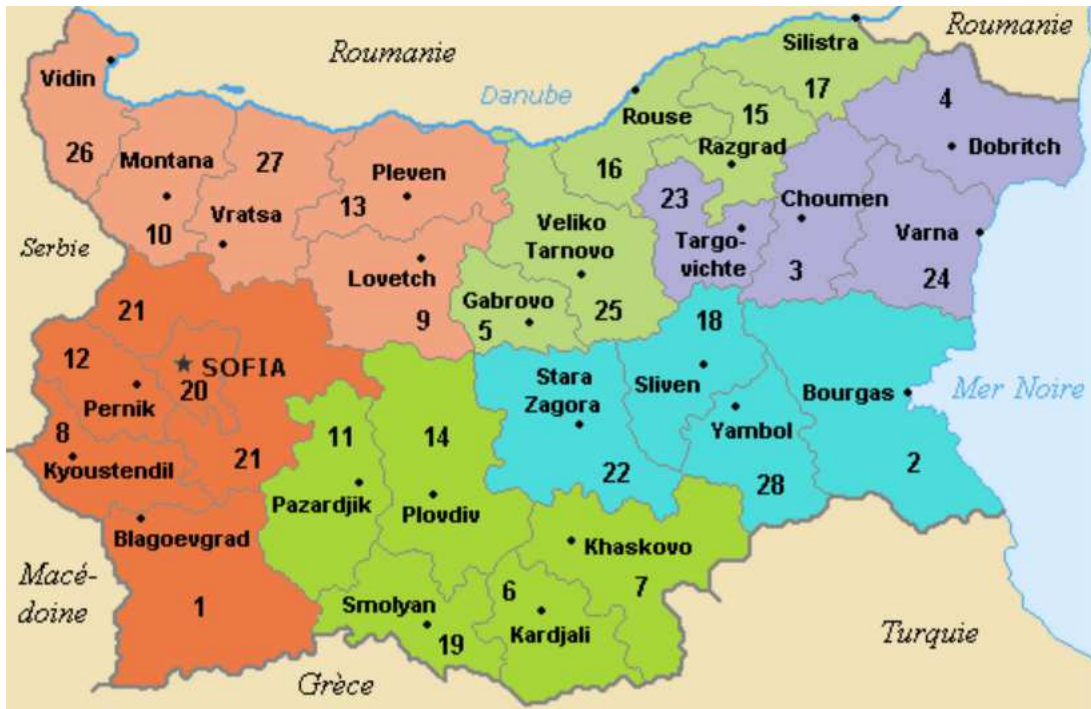 Roumanie
Roumanie
Silistra
Vidin
Danube
17
4
Rouse
15
26
Montana
27
Pleven
16
Razgrad
Dobritch
13
23
Choumen
10
Vratsa
Veliko
Tarnovo
Targo-
vichte
Varna
Serbie
Lovetch
3
24
21
9
Gabrovo
5
25
18
12
SOFIA
20
Pernik
Stara
Zagora
Sliven
Bourgas
Mer Noire
8
Kyoustendil
21
11
14
Yambol
22
28
2
Pazardjik
Plovdiv
Blagoevgrad
Khaskovo
Macé-
doine
1
Smolyan
19
6
Kardjali
7
Turquie
Grèce